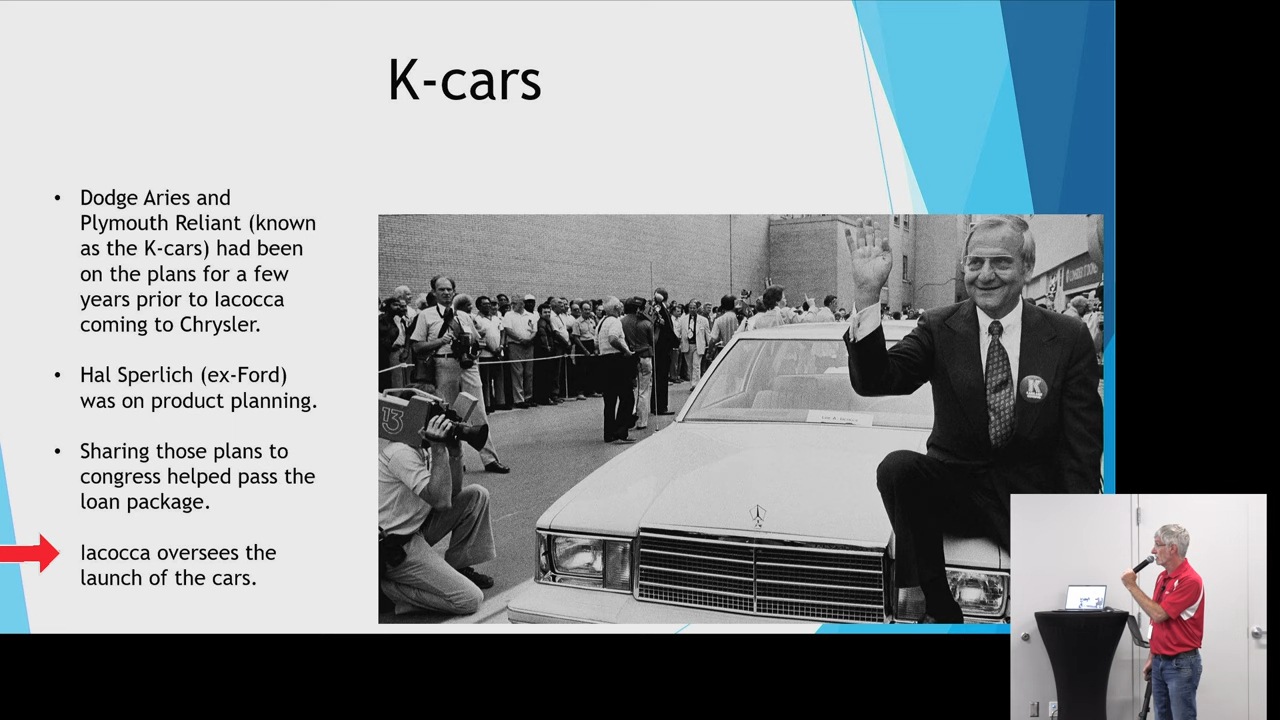 K-cars
• Dodge Aries and
Plymouth Reliant (known
as the K-cars) had been
on the plans for a few
years prior to Iacocca
coming to Chrysler.
• Hal Sperlich (ex-Ford)
was on product planning.
• Sharing those plans to
congress helped pass the
loan package.
Iacocca oversees the
launch of the cars.
13
K